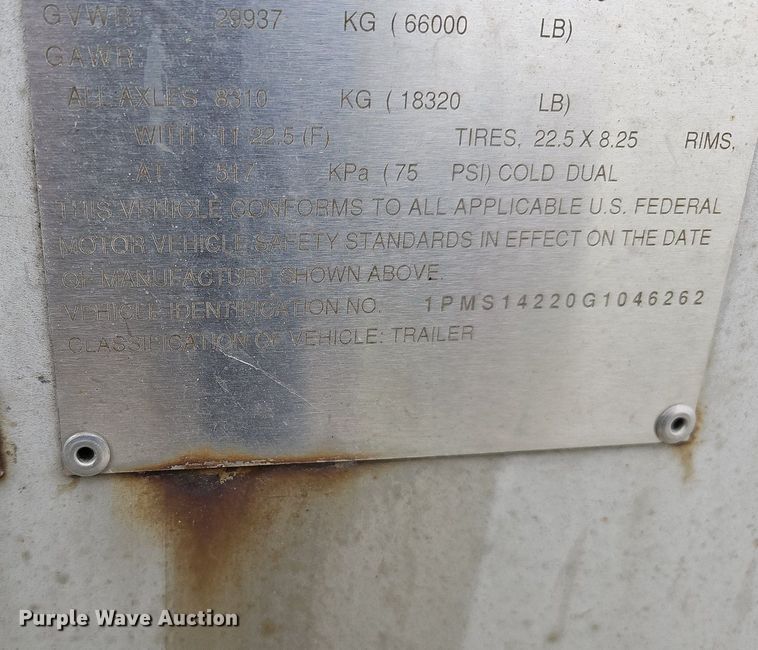 GVWR 29937 KG ( 66000 LB)
GAWR
ALL AXLES 8310 KG ( 18320 LB)
WITH 11-22.5 (F) TIRES, 22.5 X 8.25 RIMS,
AT 517 KPa ( 75 PSI) COLD DUAL
THIS VEHICLE CONFORMS TO ALL APPLICABLE U.S. FEDERAL
MOTOR VEHICLE SAFETY STANDARDS IN EFFECT ON THE DATE
OF MANUFACTURE SHOWN ABOVE.
VEHICLE IDENTIFICATION NO. 1PMS14220G1046262
CLASSIFICATION OF VEHICLE: TRAILER
Purple Wave Auction